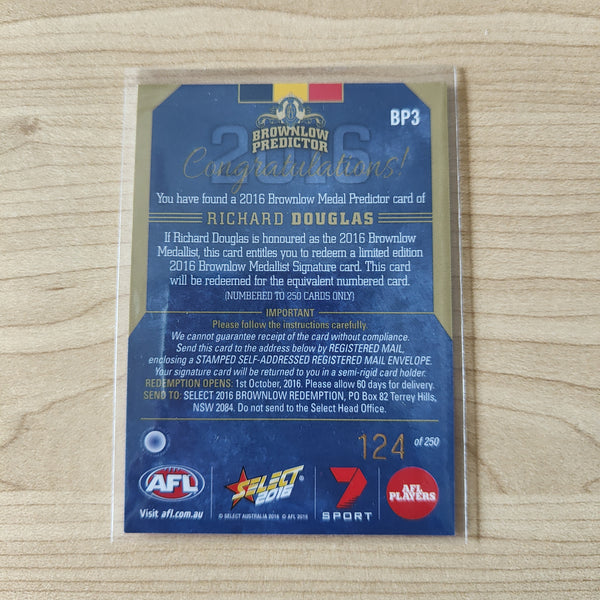 BP3
2016
BROWNLOW
PREDICTOR
Congratulations!
You have found a 2016 Brownlow Medal Predictor card of
RICHARD DOUGLAS
If Richard Douglas is honoured as the 2016 Brownlow
Medallist, this card entitles you to redeem a limited edition
2016 Brownlow Medallist Signature card. This card
will be redeemed for the equivalent numbered card.
(NUMBERED TO 250 CARDS ONLY)
IMPORTANT
Please follow the instructions carefully.
We cannot guarantee receipt of the card without compliance.
Send this card to the address below by REGISTERED MAIL,
enclosing a STAMPED SELF-ADDRESSED REGISTERED MAIL ENVELOPE.
Your signature card will be returned to you in a semi-rigid card holder.
REDEMPTION OPENS: 1st October, 2016. Please allow 60 days for delivery.
SEND TO: SELECT 2016 BROWNLOW REDEMPTION, PO Box 82 Terrey Hills,
NSW 2084. Do not send to the Select Head Office.
124 of 250
AFL
Visit afl.com.au
SELECT
2016
© SELECT AUSTRALIA 2016 © AFL 2016
7
SPORT
AFL
PLAYERS